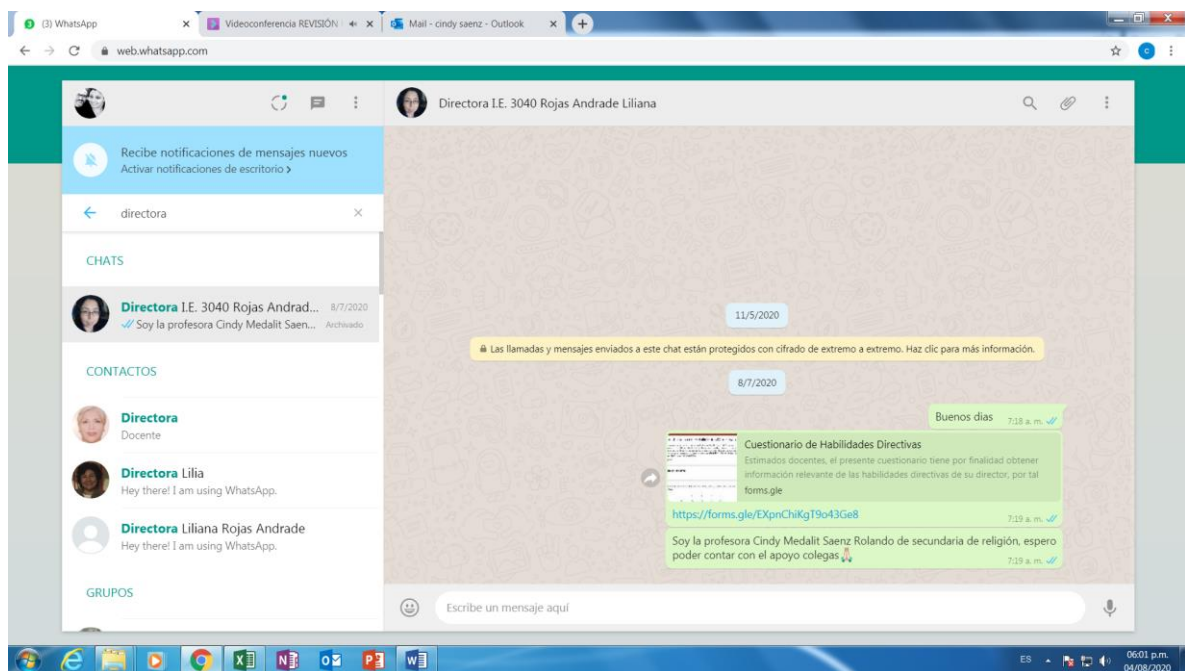 (3) WhatsApp
Videoconferencia REVISIÓN
Mail - cindy saenz - Outlook
web.whatsapp.com
c
Recibe notificaciones de mensajes nuevos
Activar notificaciones de escritorio >
directora
CHATS
Directora I.E. 3040 Rojas Andrad... 8/7/2020
Soy la profesora Cindy Medalit Saen... Archivado
CONTACTOS
Directora
Docente
Directora Lilia
Hey there! I am using WhatsApp.
Directora Liliana Rojas Andrade
Hey there! I am using WhatsApp.
GRUPOS
Directora I.E. 3040 Rojas Andrade Liliana
11/5/2020
Las llamadas y mensajes enviados a este chat están protegidos con cifrado de extremo a extremo. Haz clic para más información.
8/7/2020
Buenos dias 7:18 a. m.
Cuestionario de Habilidades Directivas
Estimados docentes, el presente cuestionario tiene por finalidad obtener
información relevante de las habilidades directivas de su director, por tal
forms.gle
https://forms.gle/EXpnChiKgT9o43Ge8 7:19 a. m.
Soy la profesora Cindy Medalit Saenz Rolando de secundaria de religión, espero
poder contar con el apoyo colegas🙏🏻 7:19 a. m.
Escribe un mensaje aquí
ES 06:01 p.m.
04/08/2020